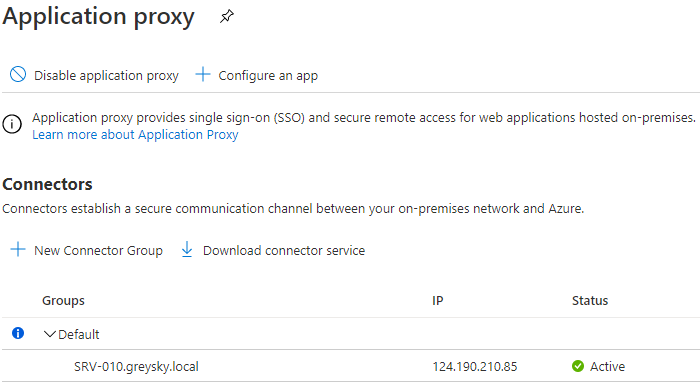 Application proxy
Disable application proxy + Configure an app
Application proxy provides single sign-on (SSO) and secure remote access for web applications hosted on-premises.
Learn more about Application Proxy
Connectors
Connectors establish a secure communication channel between your on-premises network and Azure.
+ New Connector Group Download connector service
Groups IP Status
Default
SRV-010.greysky.local 124.190.210.85 Active